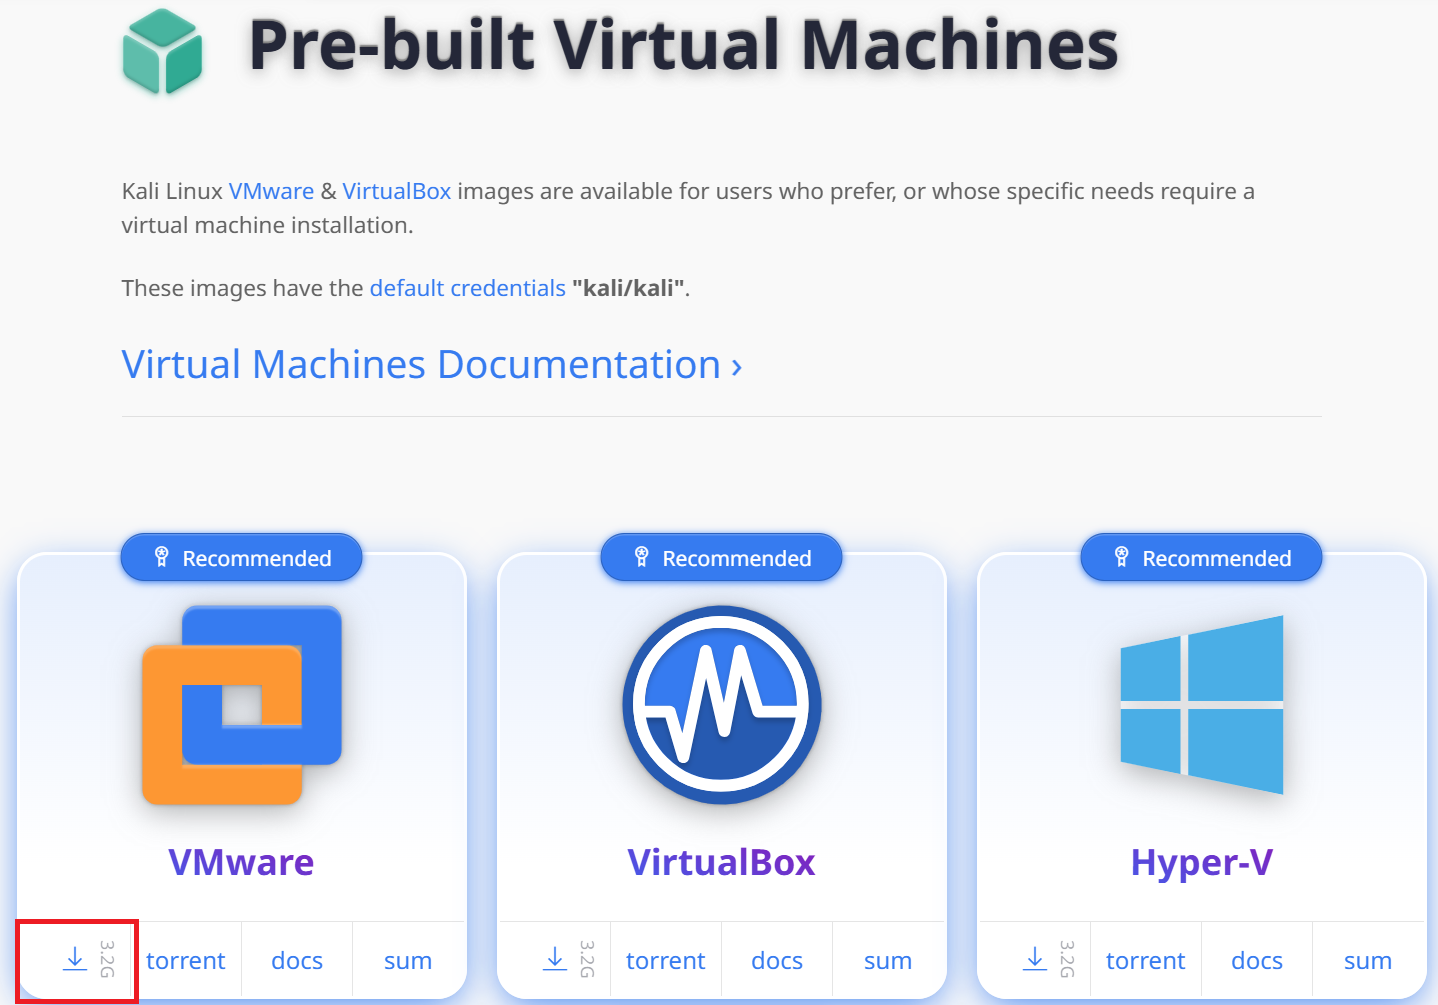 Pre-built Virtual Machines
Kali Linux VMware & VirtualBox images are available for users who prefer, or whose specific needs require a
virtual machine installation.
These images have the default credentials "kali/kali".
Virtual Machines Documentation ›
Recommended
Recommended
Recommended
VMware
VirtualBox
Hyper-V
3.2G torrent docs sum
3.2G torrent docs sum
3.2G torrent docs sum